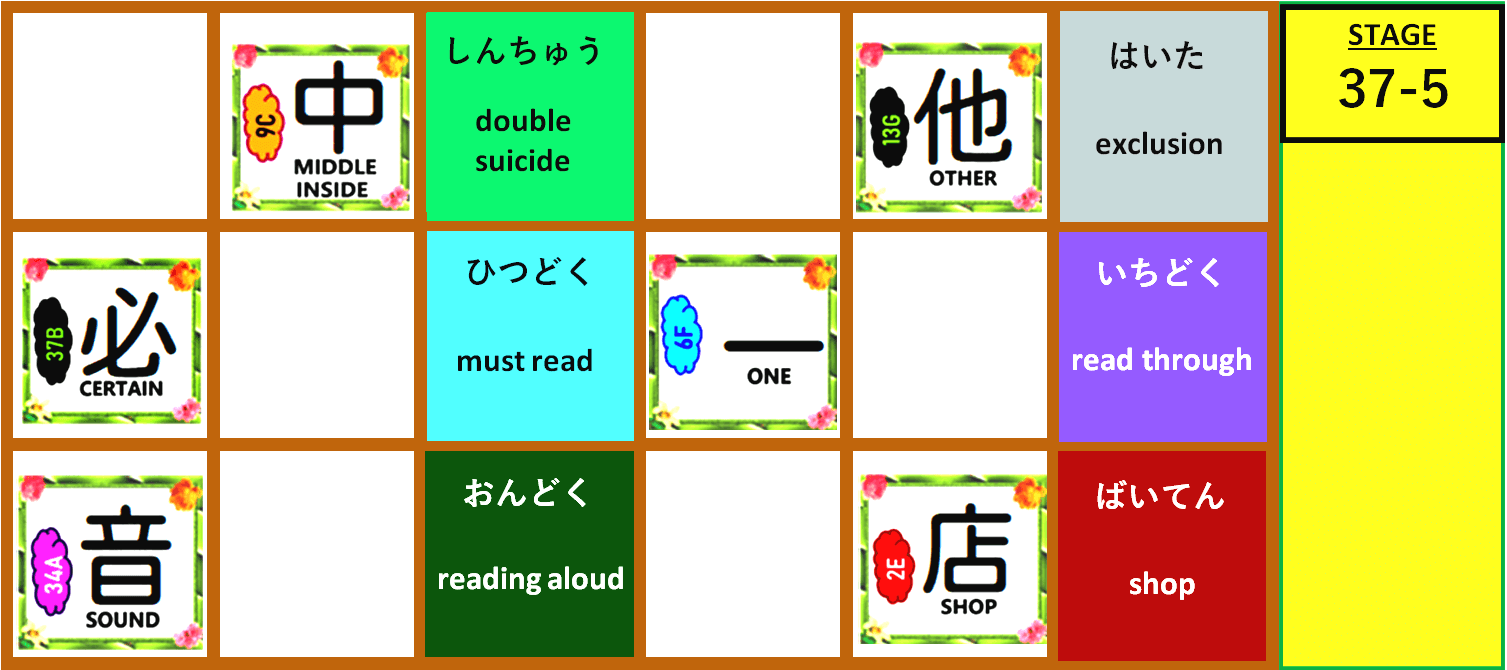 9C
中
MIDDLE
INSIDE
しんちゅう
double
suicide
13G
他
OTHER
はいた
exclusion
STAGE
37-5
37B
必
CERTAIN
ひつどく
must read
6F
一
ONE
いちどく
read through
34A
音
SOUND
おんどく
reading aloud
2E
店
SHOP
ばいてん
shop